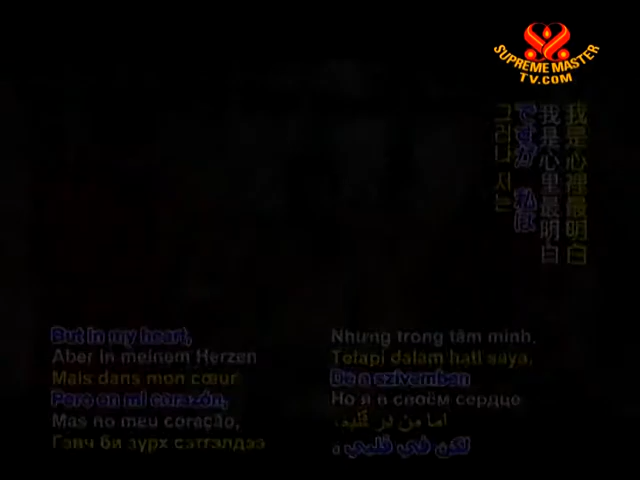 SUPREME MASTER
TV.COM
我是心裡最明白
我是心里最明白
ですが 私は
그러나 저는
But in my heart,
Aber in meinem Herzen
Mais dans mon cœur
Pero en mi corazón,
Mas no meu coração,
Гэвч би зүрх сэтгэлдээ
Nhưng trong tâm mình,
Tetapi dalam hati saya,
De a szívemben
Но я в своём сердце
اما من در قلبم،
لكن في قلبي